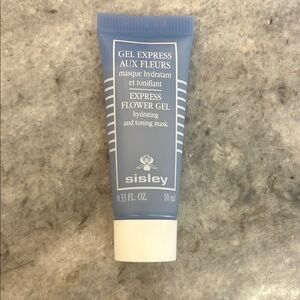 GEL EXPRESS
AUX FLEURS
masque hydratant
et tonifiant
EXPRESS
FLOWER GEL
hydrating
and toning mask
sisley
0.33 FL. OZ. 10 ml